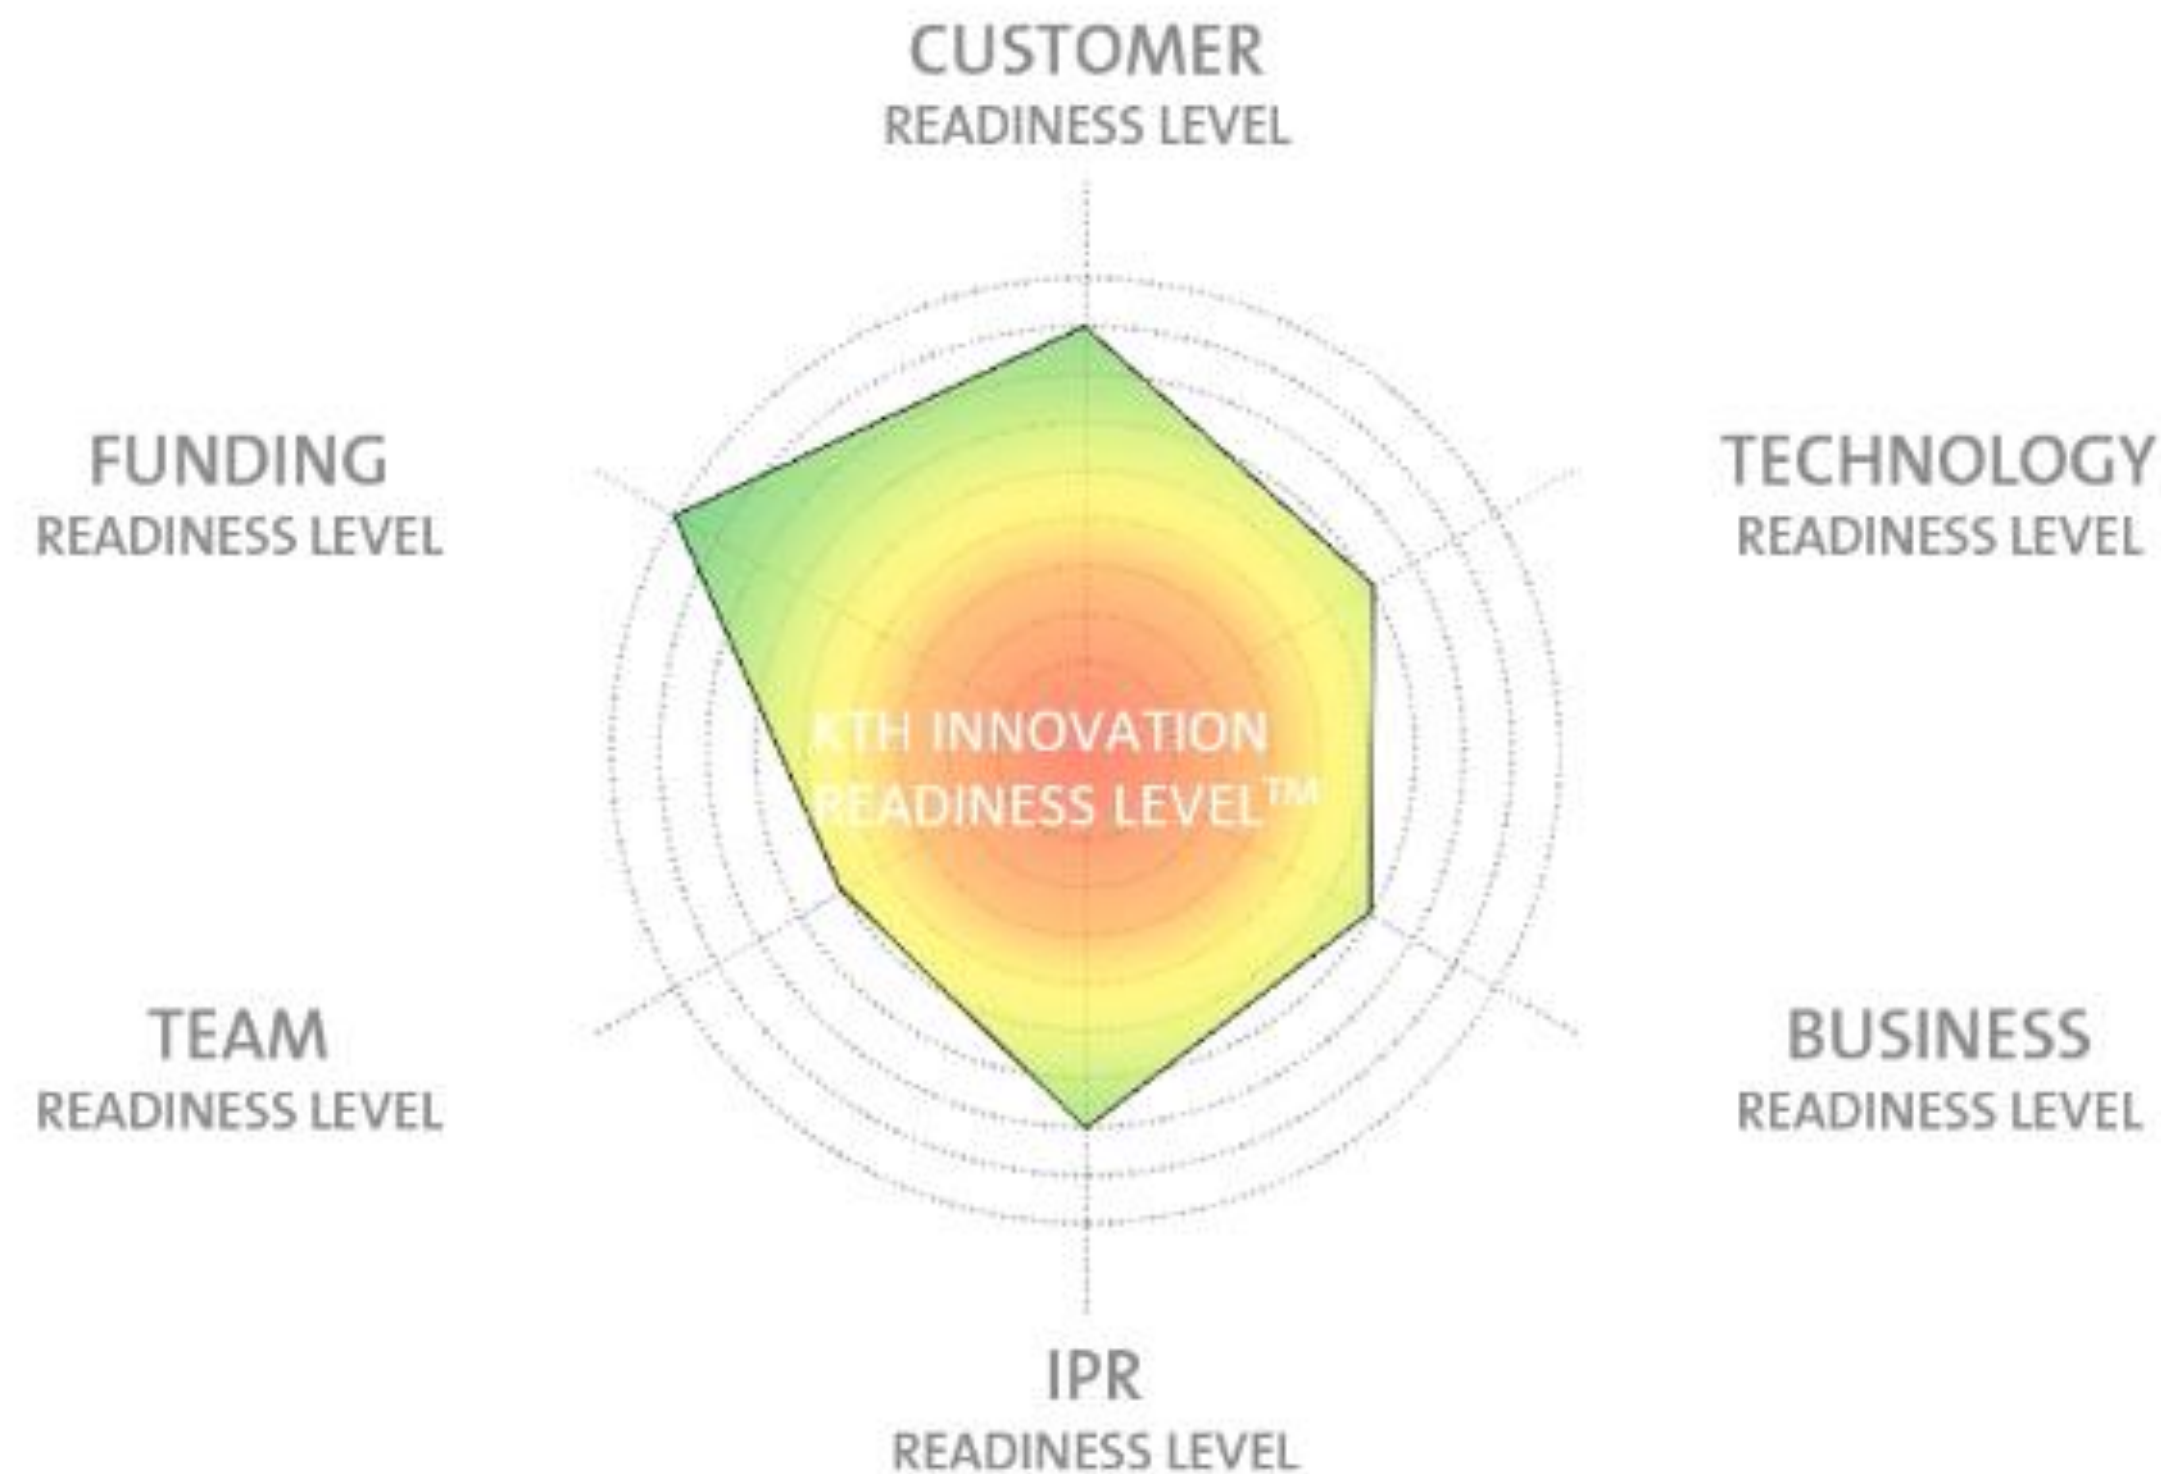 CUSTOMER
READINESS LEVEL
FUNDING
READINESS LEVEL
TECHNOLOGY
READINESS LEVEL
KTH INNOVATION
READINESS LEVEL™
TEAM
READINESS LEVEL
BUSINESS
READINESS LEVEL
IPR
READINESS LEVEL